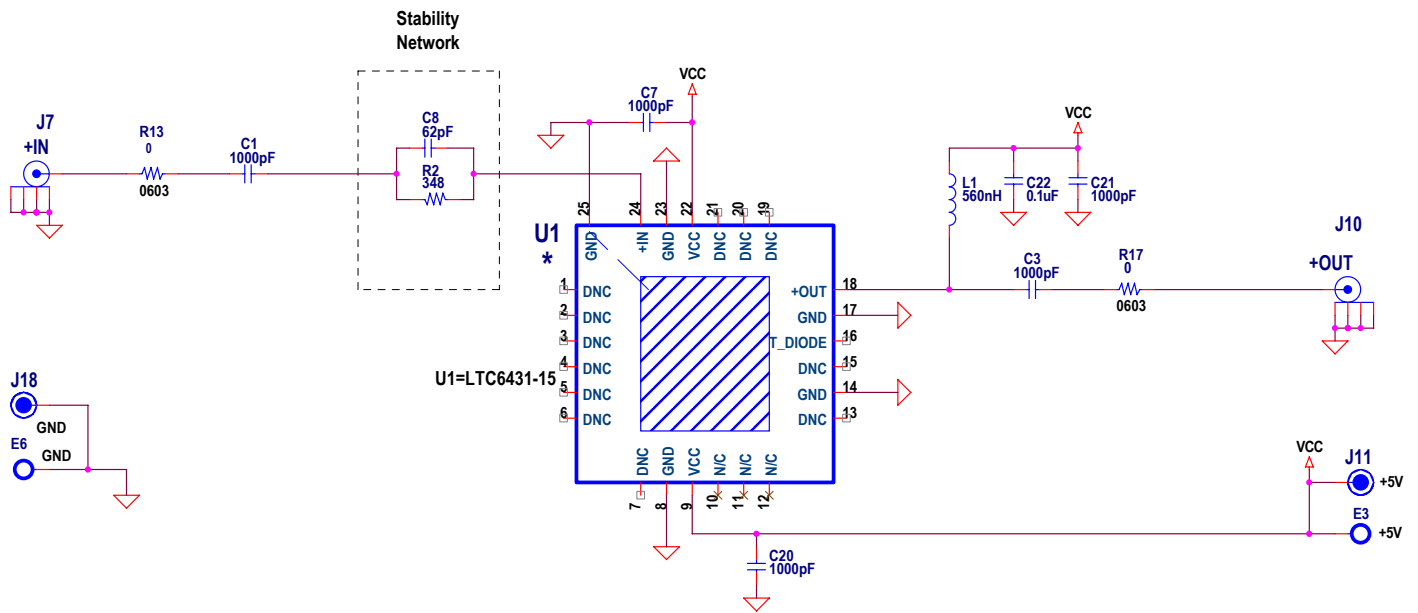 Stability
Network
VCC
C7
1000pF
J7
+IN
R13
0
0603
C1
1000pF
C8
62pF
R2
348
VCC
L1
560nH
C22
0.1uF
C21
1000pF
J10
+OUT
C3
1000pF
R17
0
0603
U1
*
25
24
23
22
21
20
19
GND
+IN
GND
VCC
DNC
DNC
DNC
1
DNC
2
DNC
3
DNC
4
DNC
5
DNC
6
DNC
U1=LTC6431-15
+OUT
18
GND
17
T_DIODE
16
DNC
15
GND
14
DNC
13
DNC
GND
VCC
N/C
N/C
N/C
7
8
9
10
11
12
J18
GND
E6
GND
VCC
J11
+5V
E3
+5V
C20
1000pF